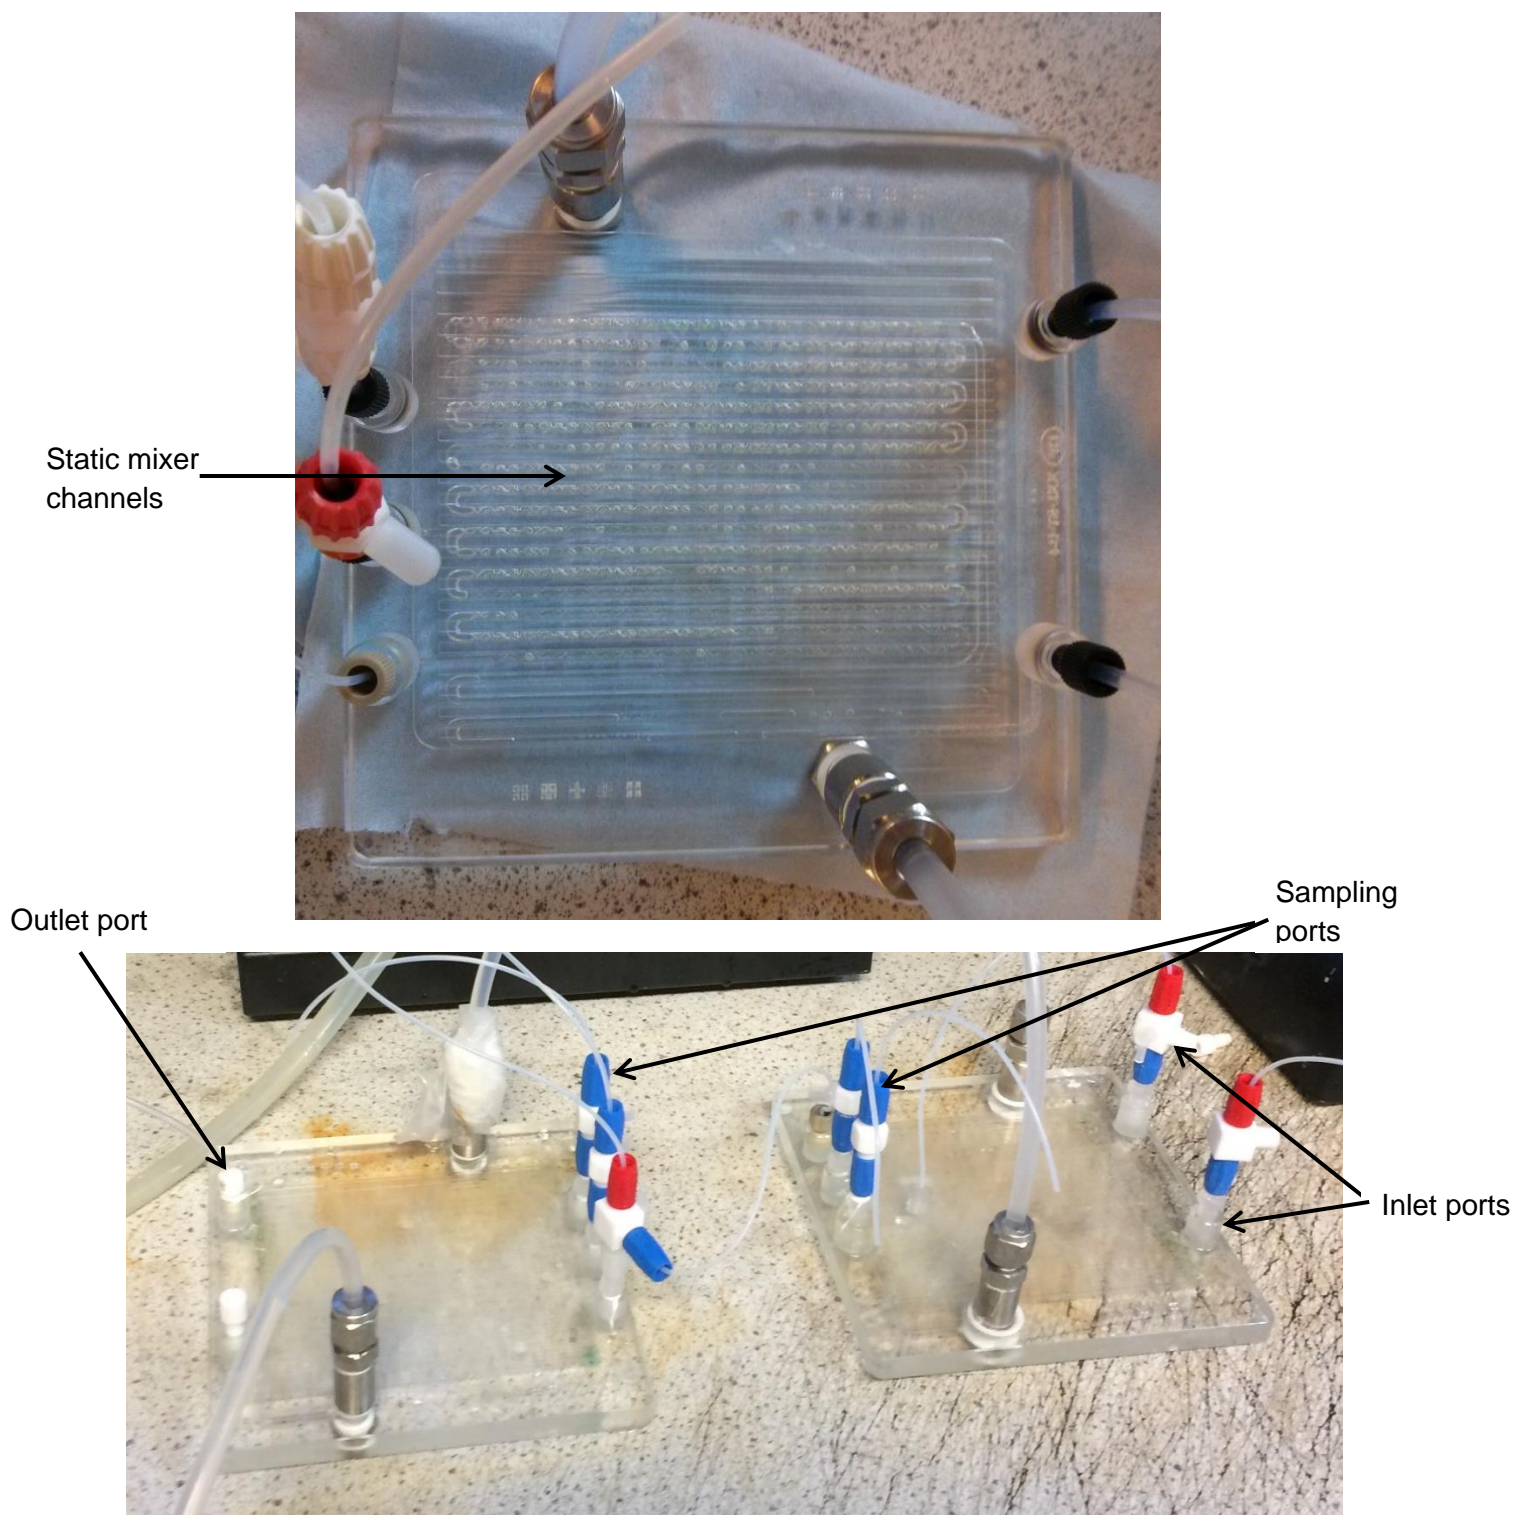 Static mixer
channels
Outlet port
Sampling
ports
Inlet ports